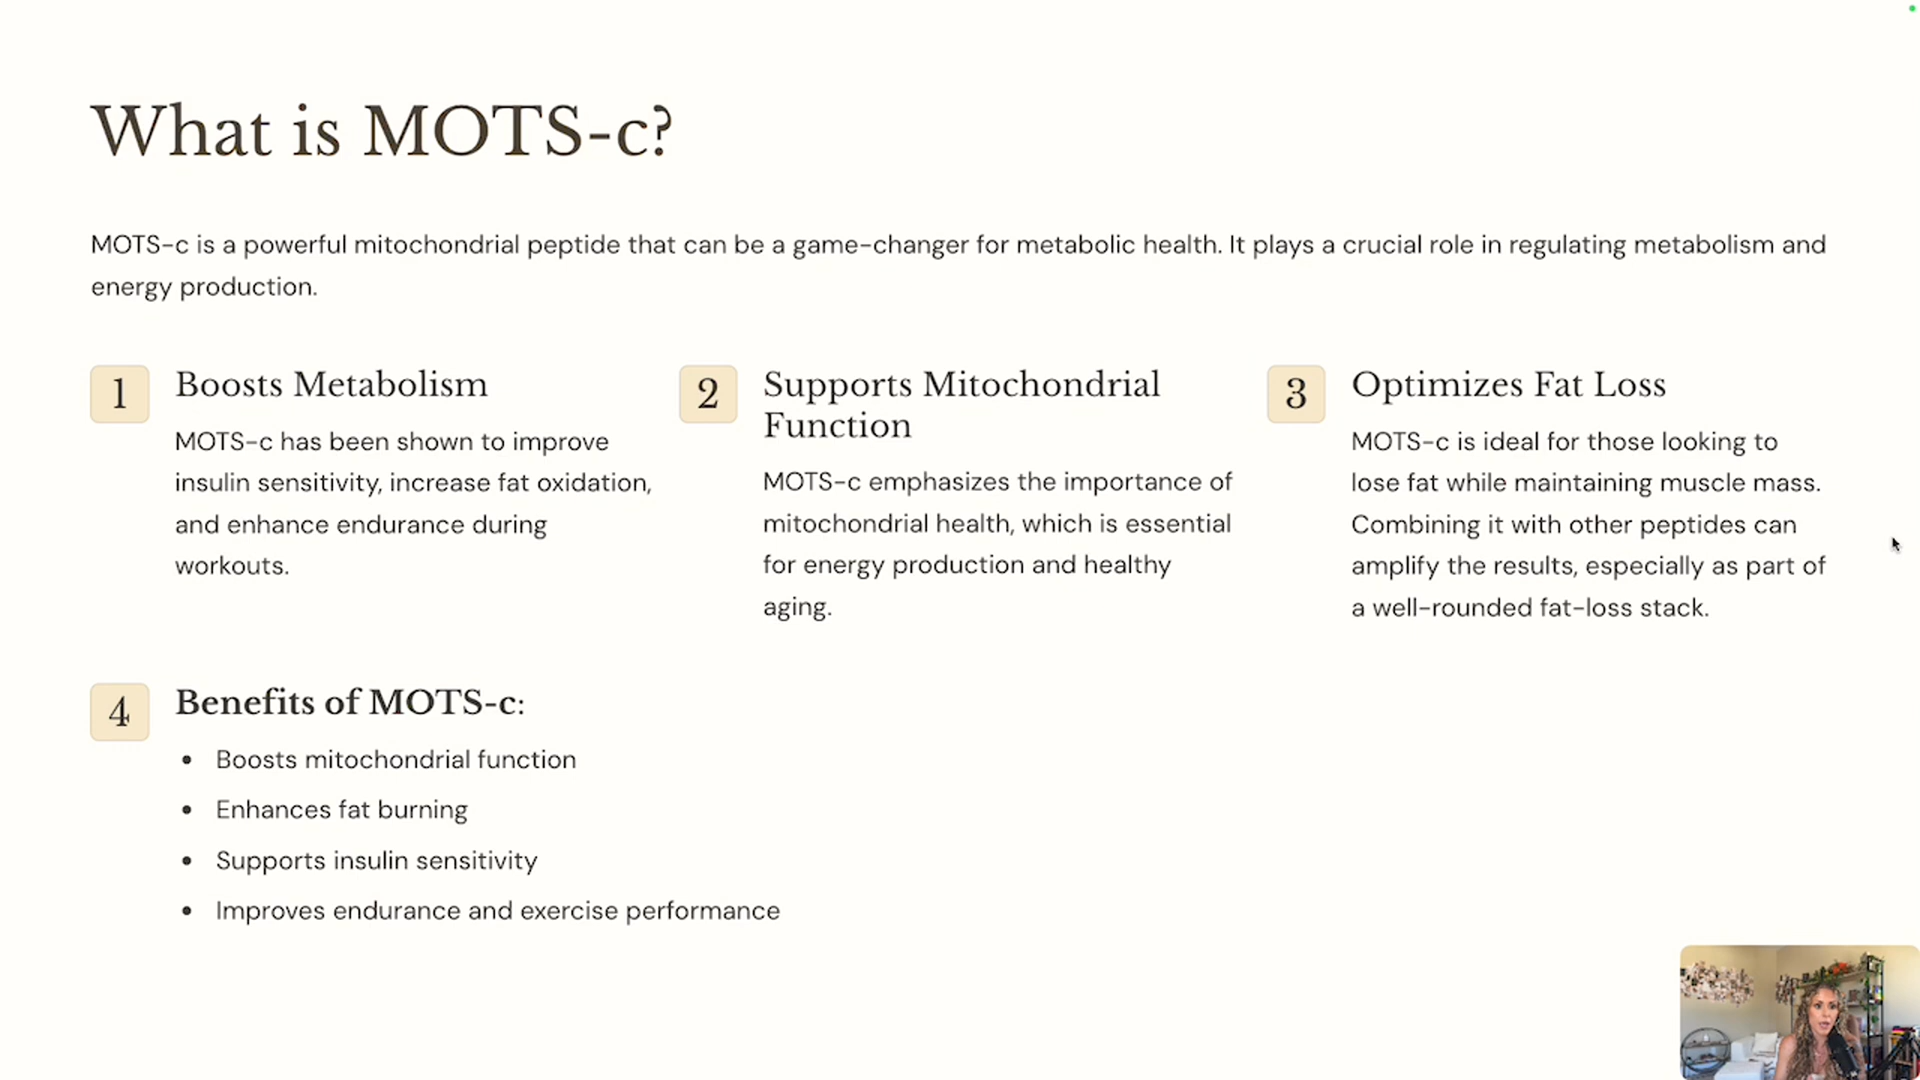 What is MOTS-c?
MOTS-c is a powerful mitochondrial peptide that can be a game-changer for metabolic health. It plays a crucial role in regulating metabolism and
energy production.
1
Boosts Metabolism
MOTS-c has been shown to improve
insulin sensitivity, increase fat oxidation,
and enhance endurance during
workouts.
2
Supports Mitochondrial
Function
MOTS-c emphasizes the importance of
mitochondrial health, which is essential
for energy production and healthy
aging.
3
Optimizes Fat Loss
MOTS-c is ideal for those looking to
lose fat while maintaining muscle mass.
Combining it with other peptides can
amplify the results, especially as part of
a well-rounded fat-loss stack.
4
Benefits of MOTS-c:
• Boosts mitochondrial function
• Enhances fat burning
• Supports insulin sensitivity
• Improves endurance and exercise performance